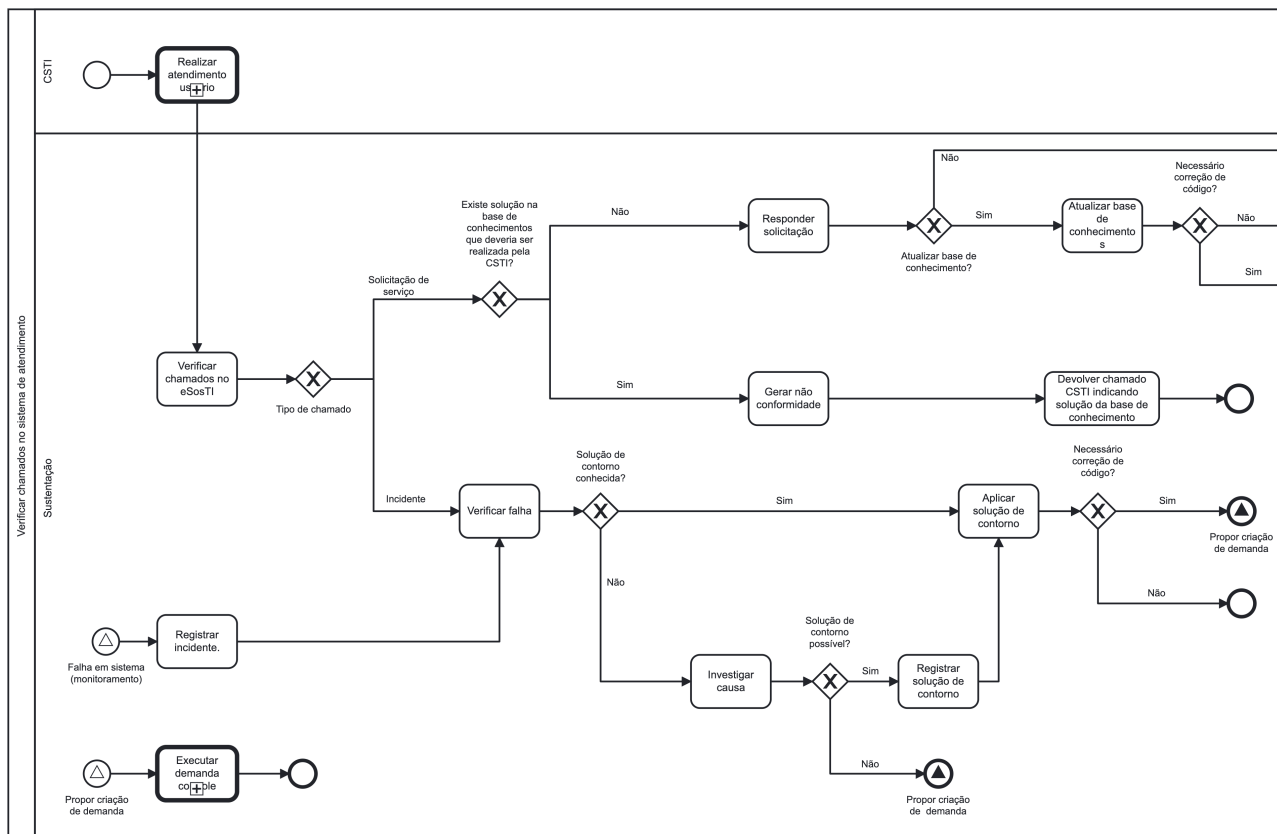 Verificar chamados no sistema de atendimento
CSTI
Realizar
atendimento
usuário
Sustentação
Verificar
chamados no
eSosTI
Tipo de chamado
Solicitação de
serviço
Existe solução na
base de
conhecimentos
que deveria ser
realizada pela
CSTI?
Não
Responder
solicitação
Atualizar base de
conhecimento?
Não
Sim
Atualizar base
de
conhecimento
s
Necessário
correção de
código?
Não
Sim
Sim
Gerar não
conformidade
Devolver chamado
CSTI indicando
solução da base de
conhecimento
Incidente
Verificar falha
Solução de
contorno
conhecida?
Sim
Aplicar
solução de
contorno
Necessário
correção de
código?
Sim
Propor criação
de demanda
Não
Não
Falha em sistema
(monitoramento)
Registrar
incidente.
Investigar
causa
Solução de
contorno
possível?
Sim
Registrar
solução de
contorno
Não
Propor criação
de demanda
Propor criação
de demanda
Executar
demanda